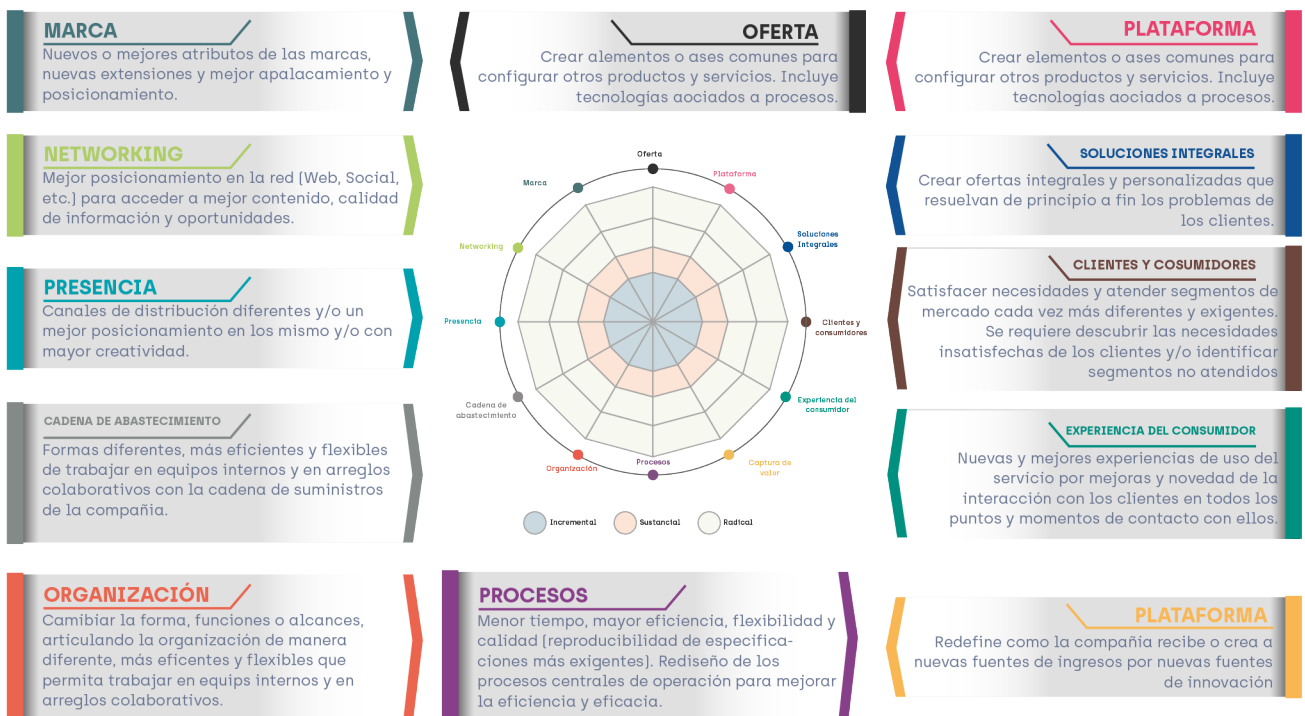 MARCA
Nuevos o mejores atributos de las marcas,
nuevas extensiones y mejor apalacamiento y
posicionamiento.
OFERTA
Crear alementos o ases comunes para
configurar otros productos y servicios. Incluye
tecnologias aociados a procesos.
PLATAFORMA
Crear elementos o ases comunes para
configurar otros productos y servicios. Incluye
tecnologías aociados a procesos.
NETWORKING
Mejor posicionamiento en la red (Web, Social,
etc.) para acceder a mejor contenido, calidad
de información y oportunidades.
SOLUCIONES INTEGRALES
Crear ofertas integrales y personalizadas que
resuelvan de principio a fin los problemas de
los clientes.
PRESENCIA
Canales de distribución diferentes y/o un
mejor posicionamiento en los mismo y/o con
mayor creatividad.
CLIENTES Y COSUMIDORES
Satisfacer necesidades y atender segmentos de
mercado cada vez más diferentes y exigentes.
Se requiere descubrir las necesidades
insatisfechas de los clientes y/o identificar
segmentos no atendidos
CADENA DE ABASTECIMIENTO
Formas diferentes, más eficientes y flexibles
de trabajar en equipos internos y en arreglos
colaborativos con la cadena de suministros
de la compañia.
EXPERIENCIA DEL CONSUMIDOR
Nuevas y mejores experiencias de uso del
servicio por mejoras y novedad de la
interacción con los clientes en todos los
puntos y momentos de contacto con ellos.
Oferta
Marca
Plataforma
Networking
Soluciones
Integrales
Presencia
Clientes y
consumidores
Cadena de
abastecimiento
Experiencia del
consumidor
Organización
Procesos
Captura de
valor
Incremental
Sustancial
Radical
ORGANIZACIÓN
Cambiar la forma, funciones o alcances,
articulando la organización de manera
diferente, más eficentes y flexibles que
permita trabajar en equips internos y en
arreglos colaborativos.
PROCESOS
Menor tiempo, mayor eficiencia, flexibilidad y
calidad (reproducibilidad de especifica-
ciones más exigentes). Rediseño de los
procesos centrales de operación para mejorar
la eficiencia y eficacia.
PLATAFORMA
Redefine como la compañia recibe o crea a
nuevas fuentes de ingresos por nuevas fuentes
de innovación